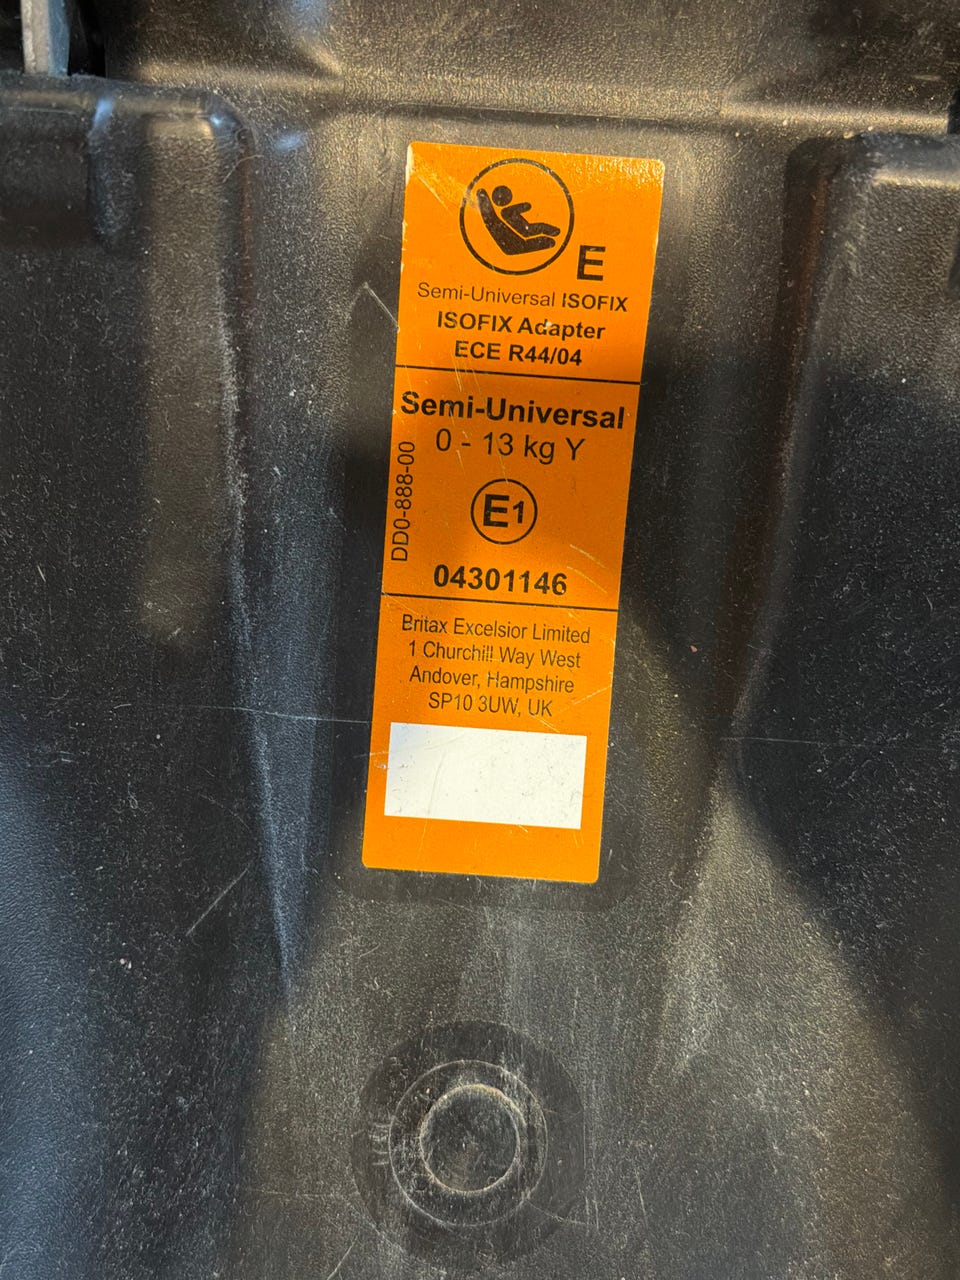 E
Semi-Universal ISOFIX
ISOFIX Adapter
ECE R44/04
Semi-Universal
0 - 13 kg Y
DD0-888-00
E1
04301146
Britax Excelsior Limited
1 Churchill Way West
Andover, Hampshire
SP10 3UW, UK